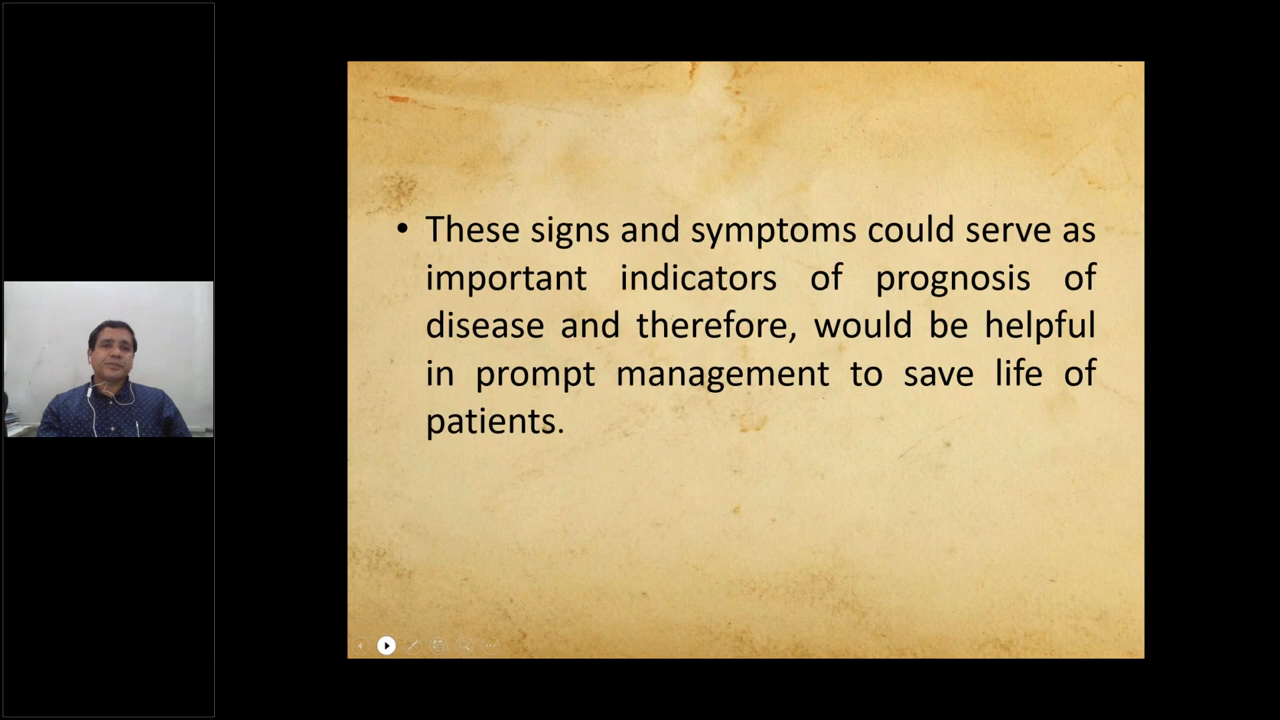 • These signs and symptoms could serve as
important indicators of prognosis of
disease and therefore, would be helpful
in prompt management to save life of
patients.